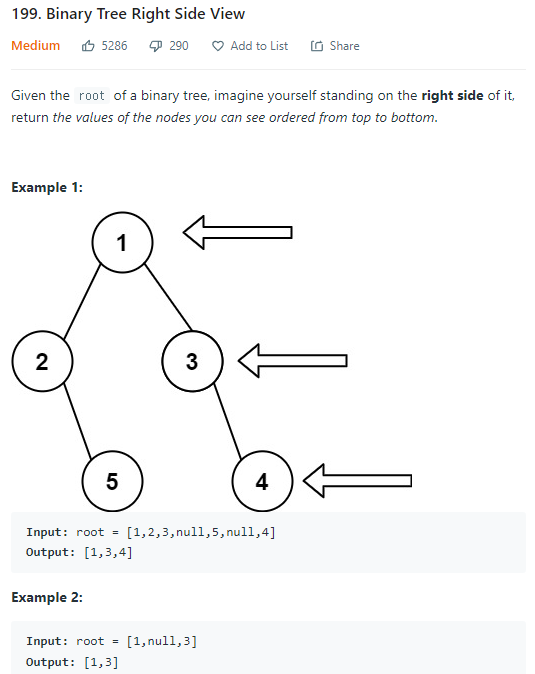 199. Binary Tree Right Side View
Medium 5286 290 Add to List Share
Given the root of a binary tree, imagine yourself standing on the right side of it,
return the values of the nodes you can see ordered from top to bottom.
Example 1:
1
2 3
5 4
Input: root = [1,2,3,null,5,null,4]
Output: [1,3,4]
Example 2:
Input: root = [1,null,3]
Output: [1,3]